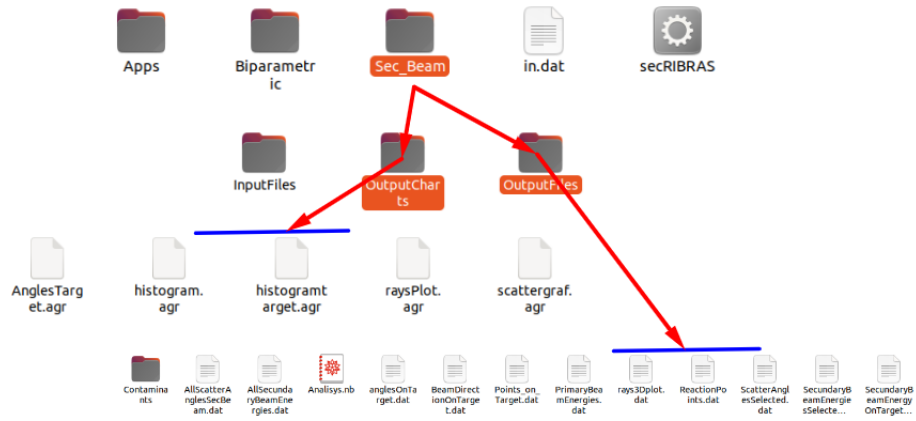 Apps
Biparametr
ic
Sec_Beam
in.dat
secRIBRAS
InputFiles
OutputChar
ts
OutputFiles
AnglesTarg
et.agr
histogram.
agr
histogramt
arget.agr
raysPlot.
agr
scattergraf.
agr
Contamina
nts
AllScatterA
nglesSecBe
am.dat
AllSecunda
ryBeamEne
rgies.dat
Analisys.nb
anglesOnTa
rget.dat
BeamDirect
ionOnTarge
t.dat
Points_on_
Target.dat
PrimaryBea
mEnergies.
dat
rays3Dplot.
dat
ReactionPo
ints.dat
ScatterAngl
esSelected.
dat
SecundaryB
eamEnergie
sSelecte...
SecundaryB
eamEnergy
OnTarget...